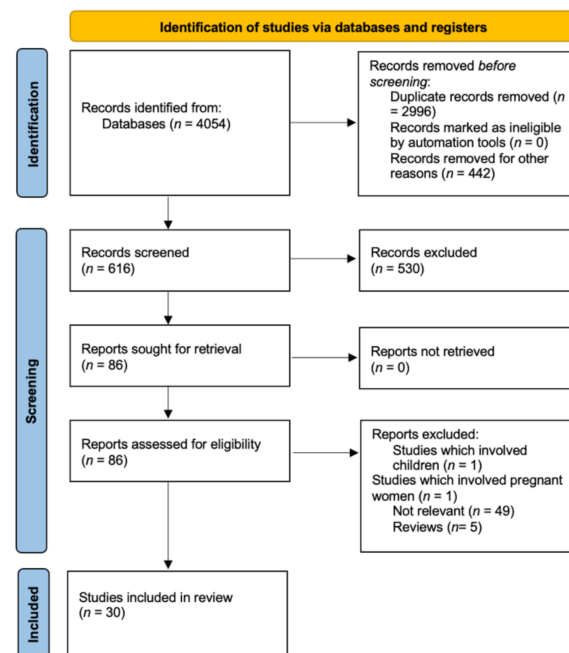 Identification of studies via databases and registers
Identification
Records identified from:
Databases (n = 4054)
Records removed before
screening:
Duplicate records removed (n
= 2996)
Records marked as ineligible
by automation tools (n = 0)
Records removed for other
reasons (n = 442)
Screening
Records screened
(n = 616)
Records excluded
(n = 530)
Reports sought for retrieval
(n = 86)
Reports not retrieved
(n = 0)
Reports assessed for eligibility
(n = 86)
Reports excluded:
Studies which involved
children (n = 1)
Studies which involved pregnant
women (n = 1)
Not relevant (n = 49)
Reviews (n= 5)
Included
Studies included in review
(n = 30)